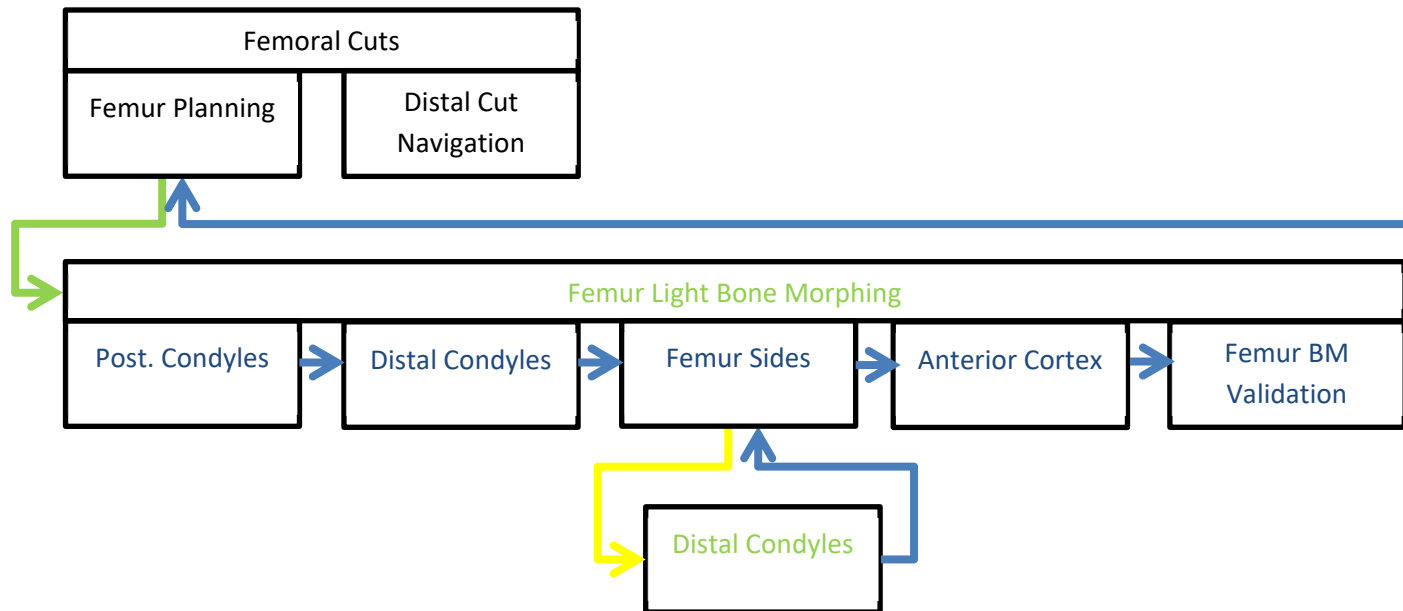 Femoral Cuts
Femur Planning
Distal Cut
Navigation
Femur Light Bone Morphing
Post. Condyles
Distal Condyles
Femur Sides
Anterior Cortex
Femur BM
Validation
Distal Condyles